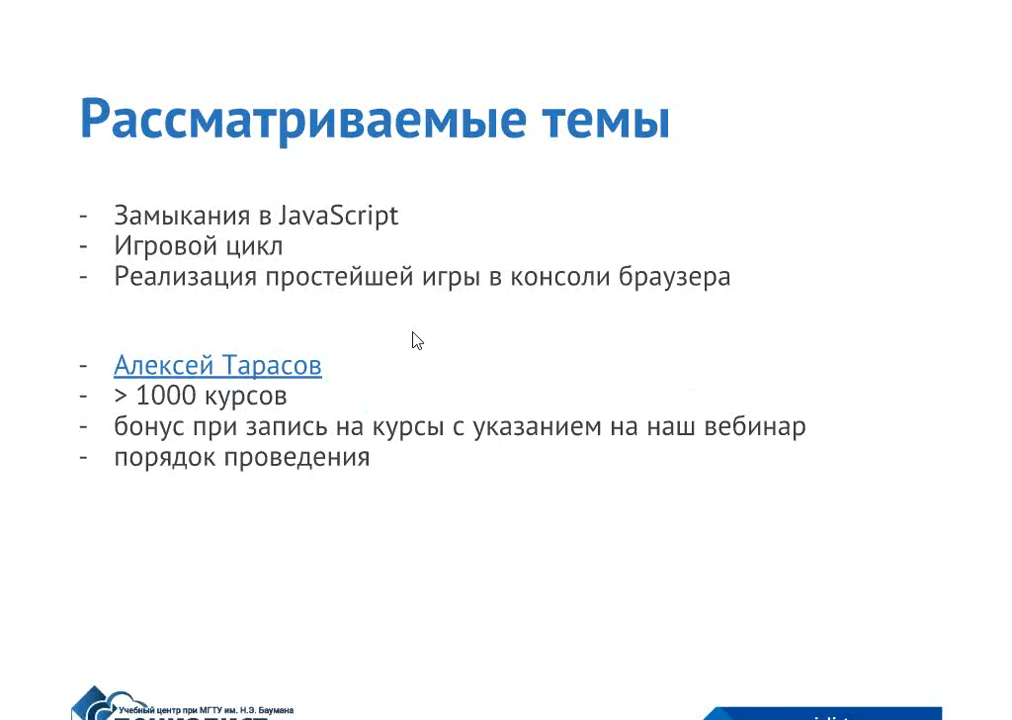 Рассматриваемые темы
- Замыкания в JavaScript
- Игровой цикл
- Реализация простейшей игры в консоли браузера
- Алексей Тарасов
- > 1000 курсов
- бонус при запись на курсы с указанием на наш вебинар
- порядок проведения
Учебный центр при МГТУ им. Н.Э. Баумана